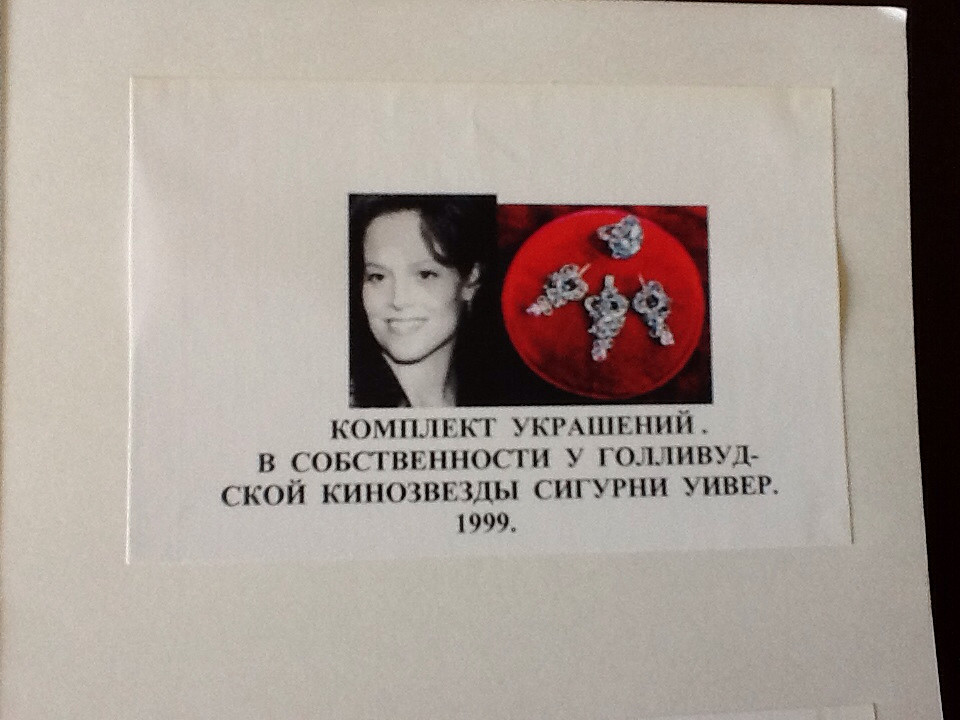 КОМПЛЕКТ УКРАШЕНИЙ .
В СОБСТВЕННОСТИ У ГОЛЛИВУД-
СКОЙ КИНОЗВЕЗДЫ СИГУРНИ УИВЕР.
1999.